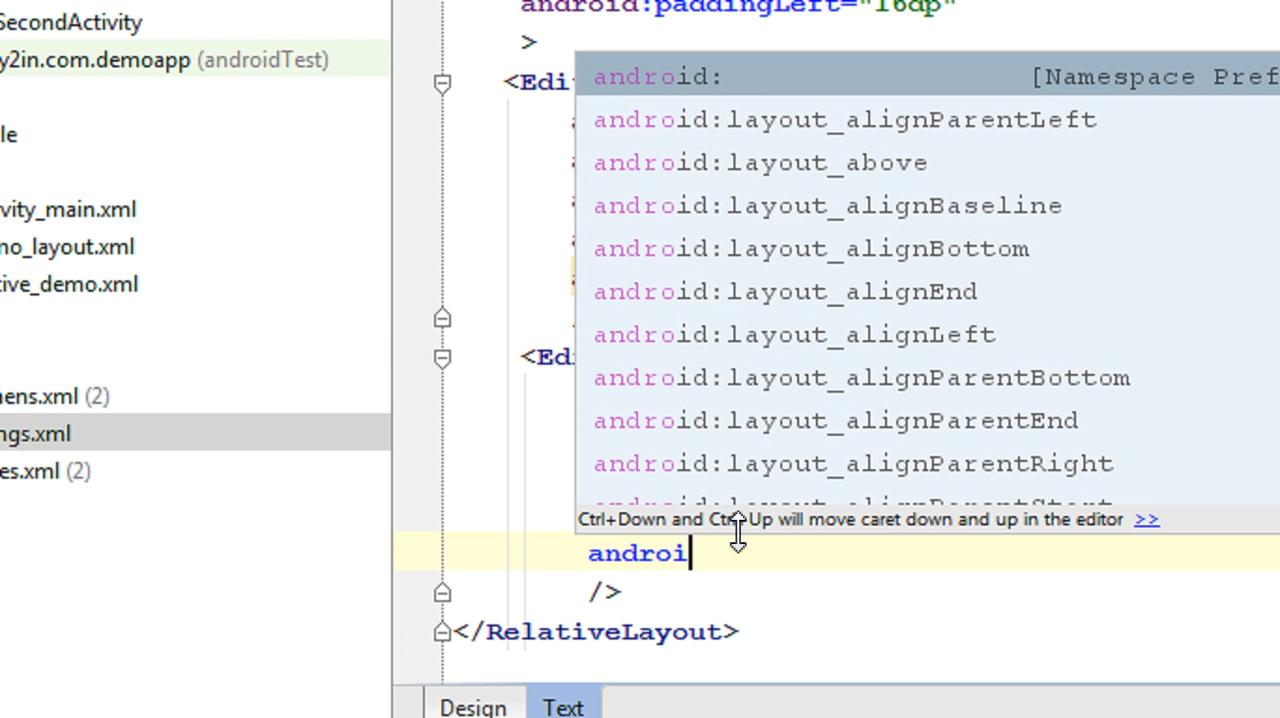 SecondActivity
y2in.com.demoapp (androidTest)
le
vity_main.xml
no_layout.xml
tive_demo.xml
nens.xml (2)
ngs.xml
es.xml (2)
android:paddingLeft="16dp"
>
<Edi
android: [Namespace Pref
android:layout_alignParentLeft
android:layout_above
android:layout_alignBaseline
android:layout_alignBottom
android:layout_alignEnd
android:layout_alignLeft
android:layout_alignParentBottom
android:layout_alignParentEnd
android:layout_alignParentRight
android:layout_alignParentStart
<Edi
Ctrl+Down and Ctrl+Up will move caret down and up in the editor >>
androi
/>
</RelativeLayout>
Design Text